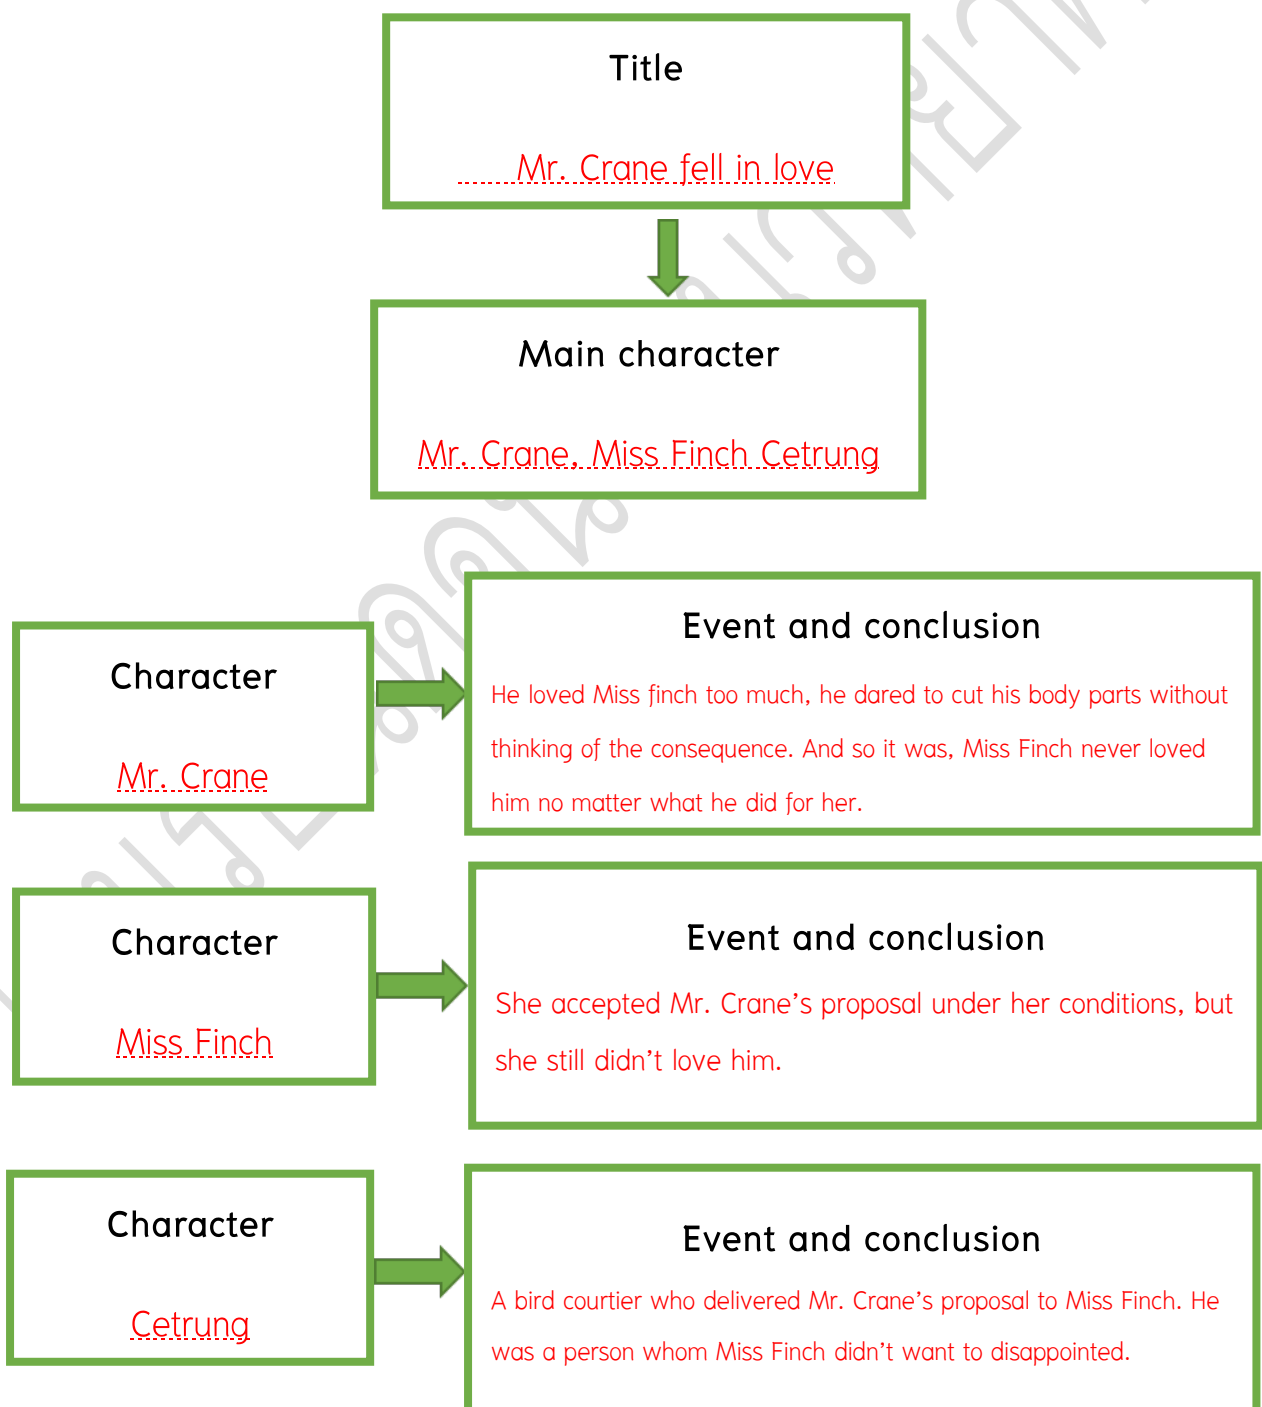 Title
Mr. Crane fell in love
Main character
Mr. Crane, Miss Finch Cetrung
Character
Mr. Crane
Event and conclusion
He loved Miss finch too much, he dared to cut his body parts without
thinking of the consequence. And so it was, Miss Finch never loved
him no matter what he did for her.
Character
Miss Finch
Event and conclusion
She accepted Mr. Crane's proposal under her conditions, but
she still didn't love him.
Character
Cetrung
Event and conclusion
A bird courtier who delivered Mr. Crane's proposal to Miss Finch. He
was a person whom Miss Finch didn't want to disappointed.